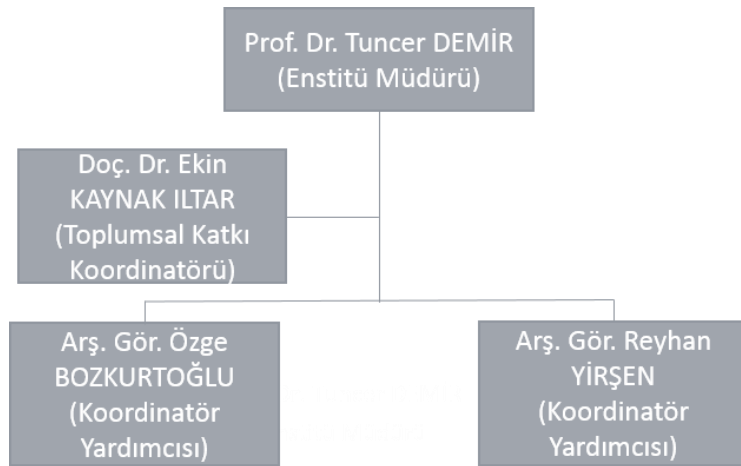 Prof. Dr. Tuncer DEMİR
(Enstitü Müdürü)
Doç. Dr. Ekin
KAYNAK ILTAR
(Toplumsal Katkı
Koordinatörü)
Arş. Gör. Özge
BOZKURTOĞLU
(Koordinatör
Yardımcısı)
Arş. Gör. Reyhan
YİRŞEN
(Koordinatör
Yardımcısı)